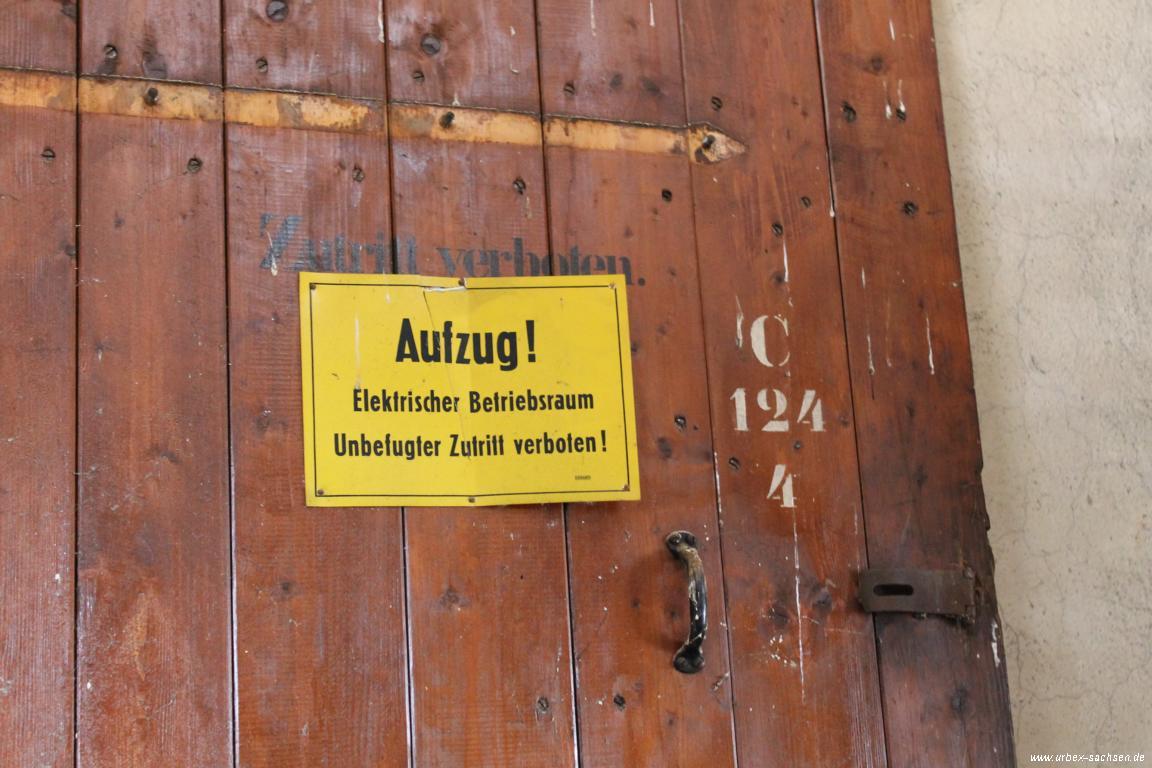 Zutritt verboten.
Aufzug!
Elektrischer Betriebsraum
Unbefugter Zutritt verboten!
C
124
4
www.urbex-sachsen.de